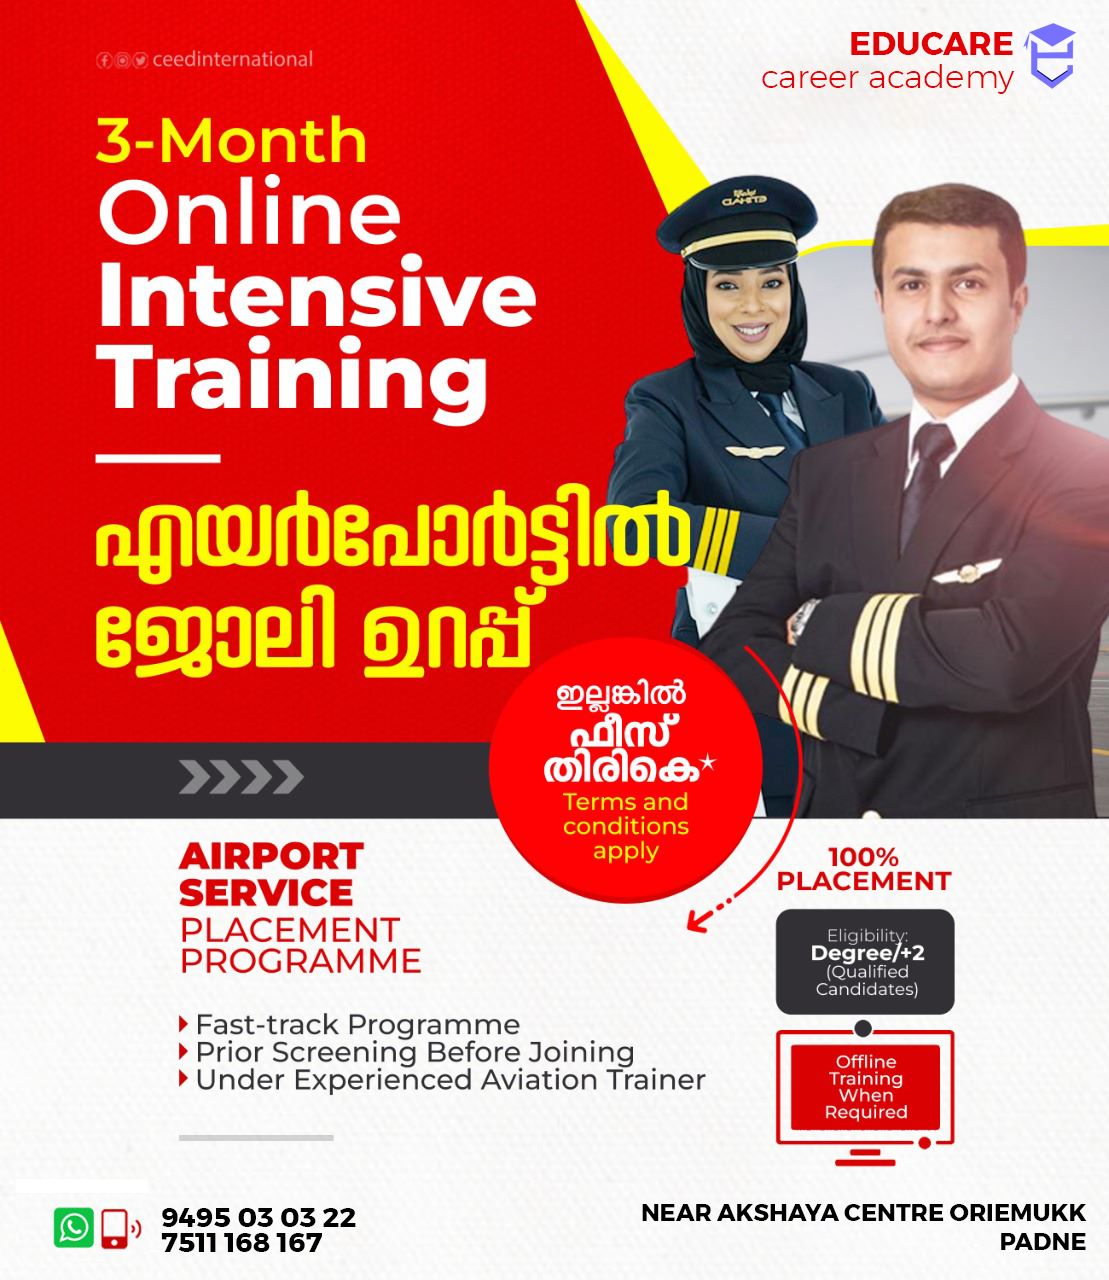 ceedinternational
EDUCARE
career academy
3-Month
Online
Intensive
Training
എയർപോർട്ടിൽ
ജോലി ഉറപ്പ്
ഇല്ലങ്കിൽ
ഫീസ്
തിരികെ*
Terms and
conditions
apply
AIRPORT
SERVICE
PLACEMENT
PROGRAMME
Fast-track Programme
Prior Screening Before Joining
Under Experienced Aviation Trainer
100%
PLACEMENT
Eligibility:
Degree/+2
(Qualified
Candidates)
Offline
Training
When
Required
9495 03 03 22
7511 168 167
NEAR AKSHAYA CENTRE ORIEMUKK
PADNE